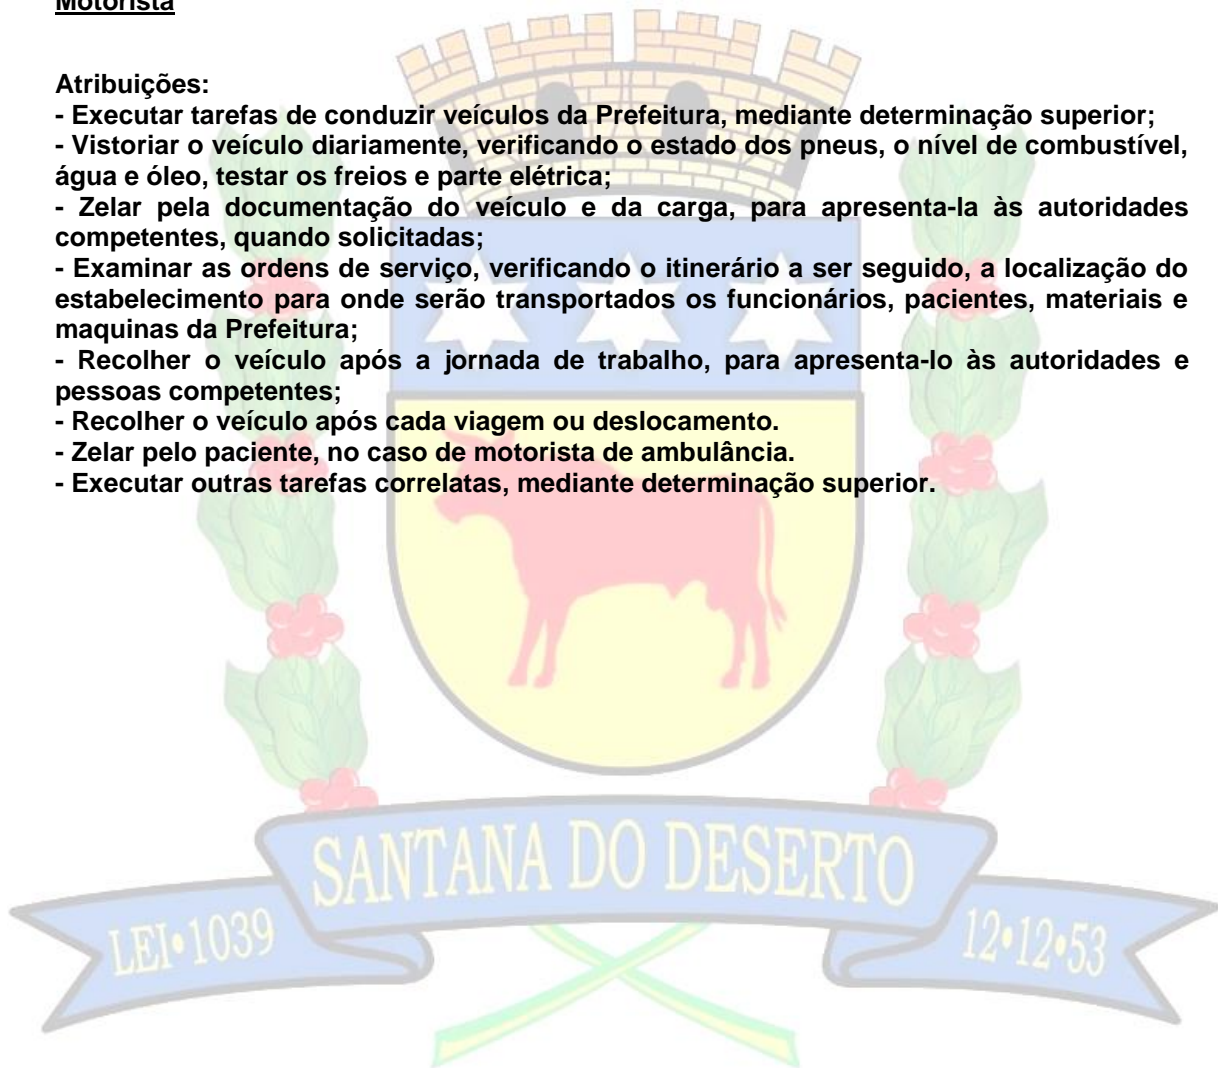 Motorista
Atribuições:
- Executar tarefas de conduzir veículos da Prefeitura, mediante determinação superior;
- Vistoriar o veículo diariamente, verificando o estado dos pneus, o nível de combustível,
água e óleo, testar os freios e parte elétrica;
- Zelar pela documentação do veículo e da carga, para apresenta-la às autoridades
competentes, quando solicitadas;
- Examinar as ordens de serviço, verificando o itinerário a ser seguido, a localização do
estabelecimento para onde serão transportados os funcionários, pacientes, materiais e
maquinas da Prefeitura;
- Recolher o veículo após a jornada de trabalho, para apresenta-lo às autoridades e
pessoas competentes;
- Recolher o veículo após cada viagem ou deslocamento.
- Zelar pelo paciente, no caso de motorista de ambulância.
- Executar outras tarefas correlatas, mediante determinação superior.
SANTANA DO DESERTO
LEI•1039
12•12•53